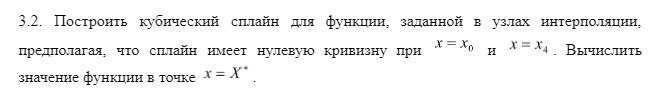 3.2. Построить кубический сплайн для функции, заданной в узлах интерполяции,
предполагая, что сплайн имеет нулевую кривизну при x = x₀ и x = x₄. Вычислить
значение функции в точке x = X*.